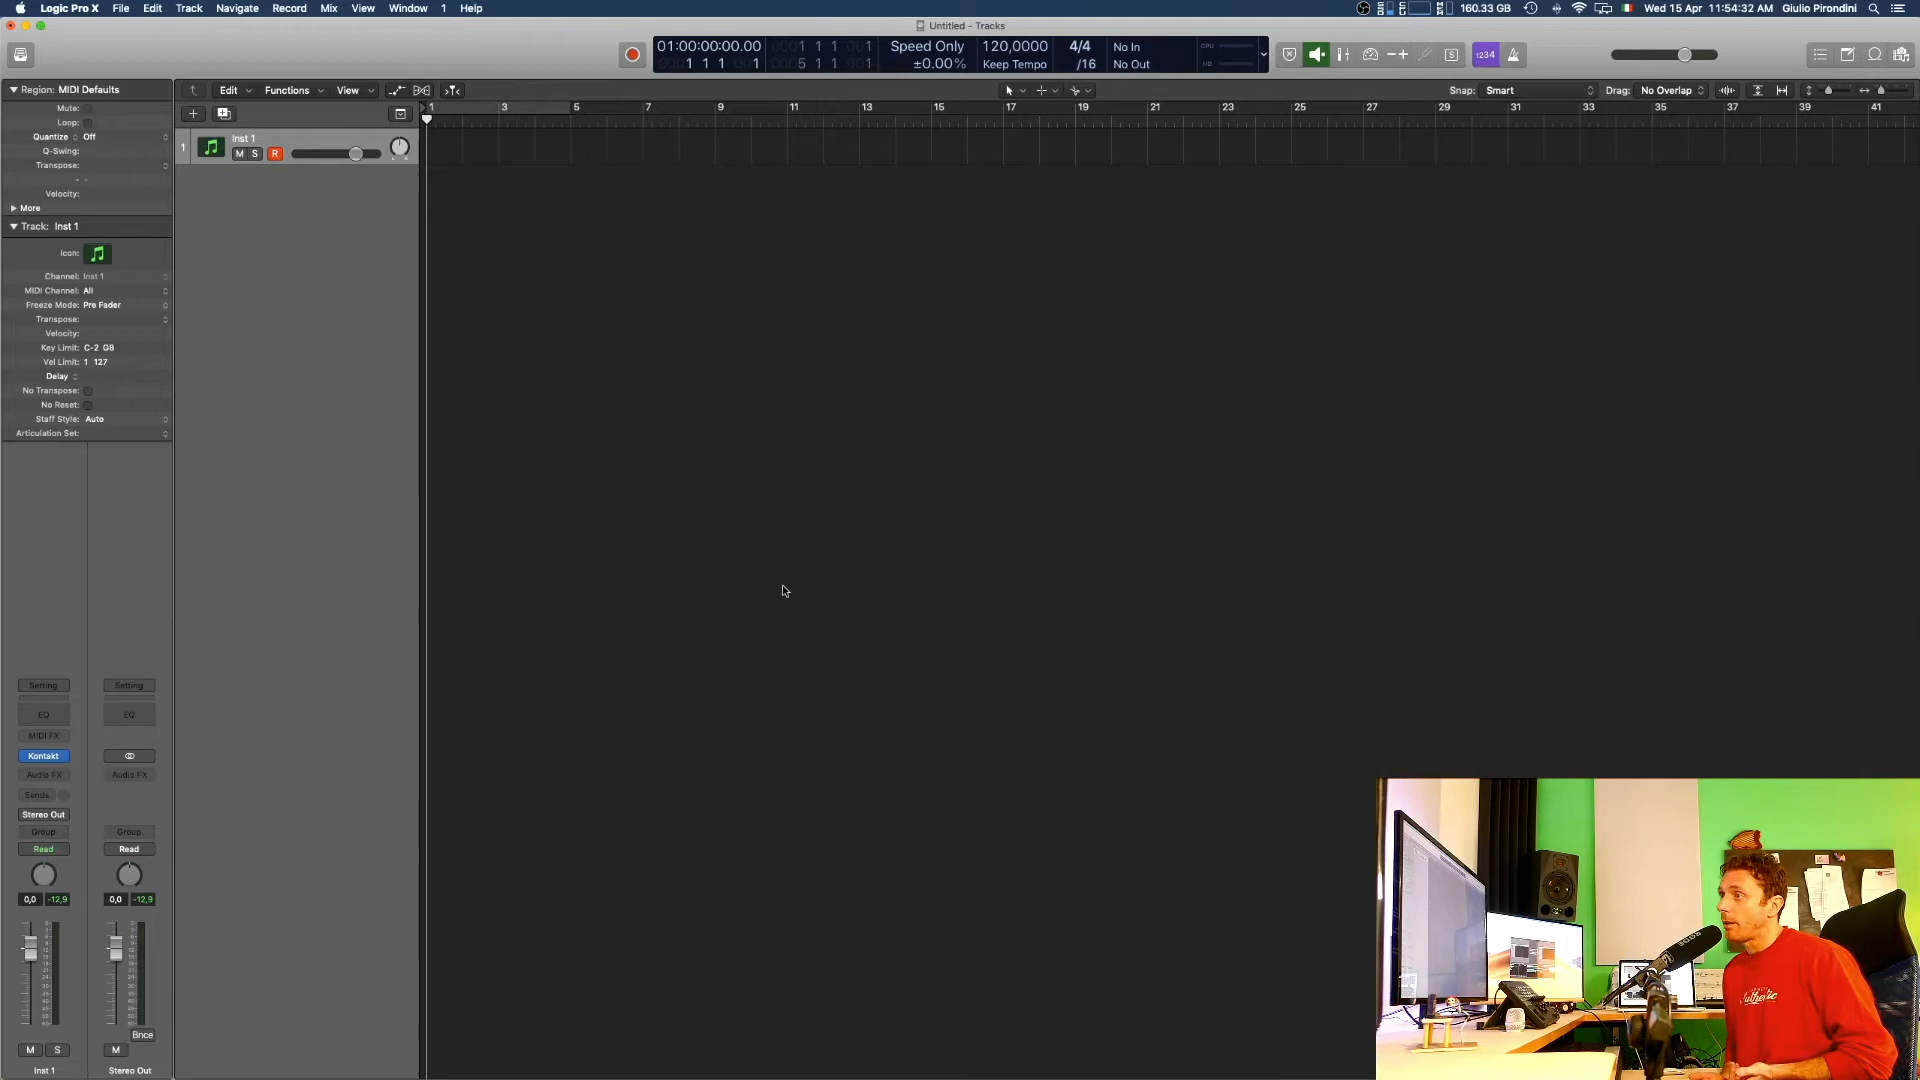 Logic Pro X File Edit Track Navigate Record Mix View Window 1 Help
160.33 GB Wed 15 Apr 11:54:32 AM Giulio Pirondini
Untitled - Tracks
01:00:00:00.00 Speed Only 120,0000 4/4 No In
1 1 1 1 ±0.00% Keep Tempo /16 No Out
CPU
HD
1234
Region: MIDI Defaults
Edit Functions View
Snap: Smart Drag: No Overlap
Mute:
Loop:
Quantize Off
Q-Swing:
Transpose:
Velocity:
More
1 3 5 7 9 11 13 15 17 19 21 23 25 27 29 31 33 35 37 39 41
1 Inst 1
M S R
Track: Inst 1
Icon:
Channel: Inst 1
MIDI Channel: All
Freeze Mode: Pre Fader
Transpose:
Velocity:
Key Limit: C-2 G8
Vel Limit: 1 127
Delay
No Transpose:
No Reset:
Staff Style: Auto
Articulation Set:
Setting Setting
EQ EQ
MIDI FX
Kontakt
Audio FX Audio FX
Sends
Stereo Out
Group Group
Read Read
0,0 -12,9 0,0 -12,9
Bnce
M S M
Inst 1 Stereo Out
RODE
Authentic